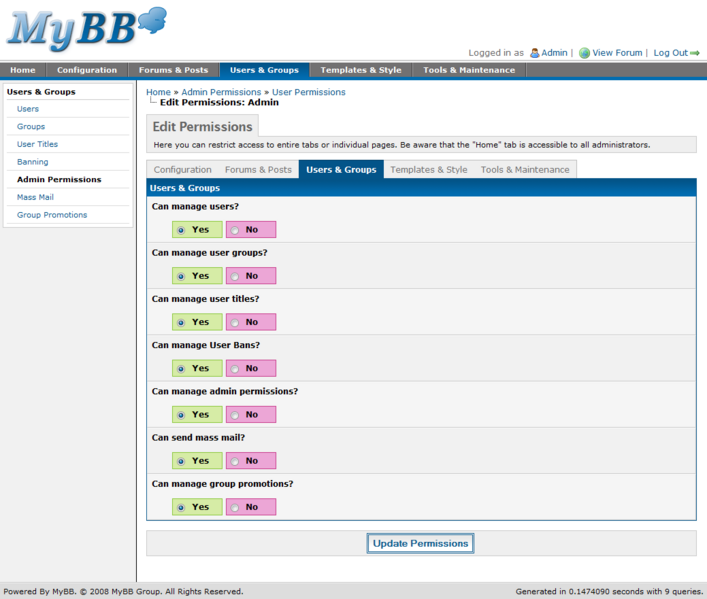 MyBB
Logged in as Admin | View Forum | Log Out
Home Configuration Forums & Posts Users & Groups Templates & Style Tools & Maintenance
Users & Groups
Users
Groups
User Titles
Banning
Admin Permissions
Mass Mail
Group Promotions
Home » Admin Permissions » User Permissions
Edit Permissions: Admin
Edit Permissions
Here you can restrict access to entire tabs or individual pages. Be aware that the "Home" tab is accessible to all administrators.
Configuration Forums & Posts Users & Groups Templates & Style Tools & Maintenance
Users & Groups
Can manage users?
Yes No
Can manage user groups?
Yes No
Can manage user titles?
Yes No
Can manage User Bans?
Yes No
Can manage admin permissions?
Yes No
Can send mass mail?
Yes No
Can manage group promotions?
Yes No
Update Permissions
Powered By MyBB. © 2008 MyBB Group. All Rights Reserved. Generated in 0.1474090 seconds with 9 queries.